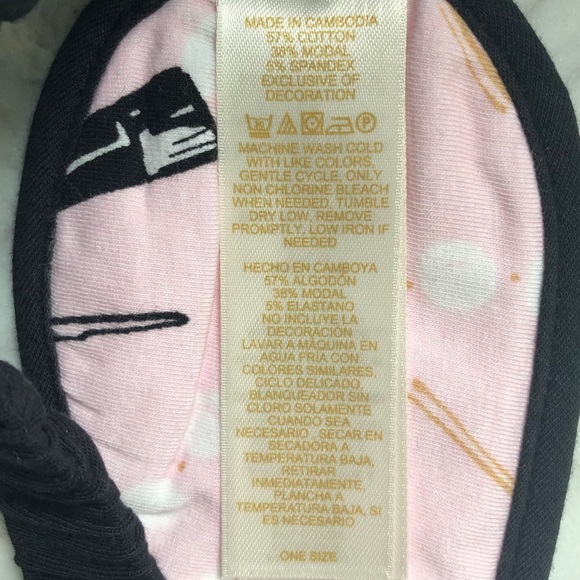 MADE IN CAMBODIA
57% COTTON
38% MODAL
5% SPANDEX
EXCLUSIVE OF
DECORATION
MACHINE WASH COLD
WITH LIKE COLORS,
GENTLE CYCLE, ONLY
NON CHLORINE BLEACH
WHEN NEEDED, TUMBLE
DRY LOW, REMOVE
PROMPTLY, LOW IRON IF
NEEDED
HECHO EN CAMBOYA
57% ALGODÓN
38% MODAL
5% ELASTANO
NO INCLUYE LA
DECORACIÓN
LAVAR A MÁQUINA EN
AGUA FRÍA CON
COLORES SIMILARES,
CICLO DELICADO,
BLANQUEADOR SIN
CLORO SOLAMENTE
CUANDO SEA
NECESARIO , SECAR EN
SECADORA A
TEMPERATURA BAJA,
RETIRAR
INMEDIATAMENTE,
PLANCHA A
TEMPERATURA BAJA, SI
ES NECESARIO
ONE SIZE